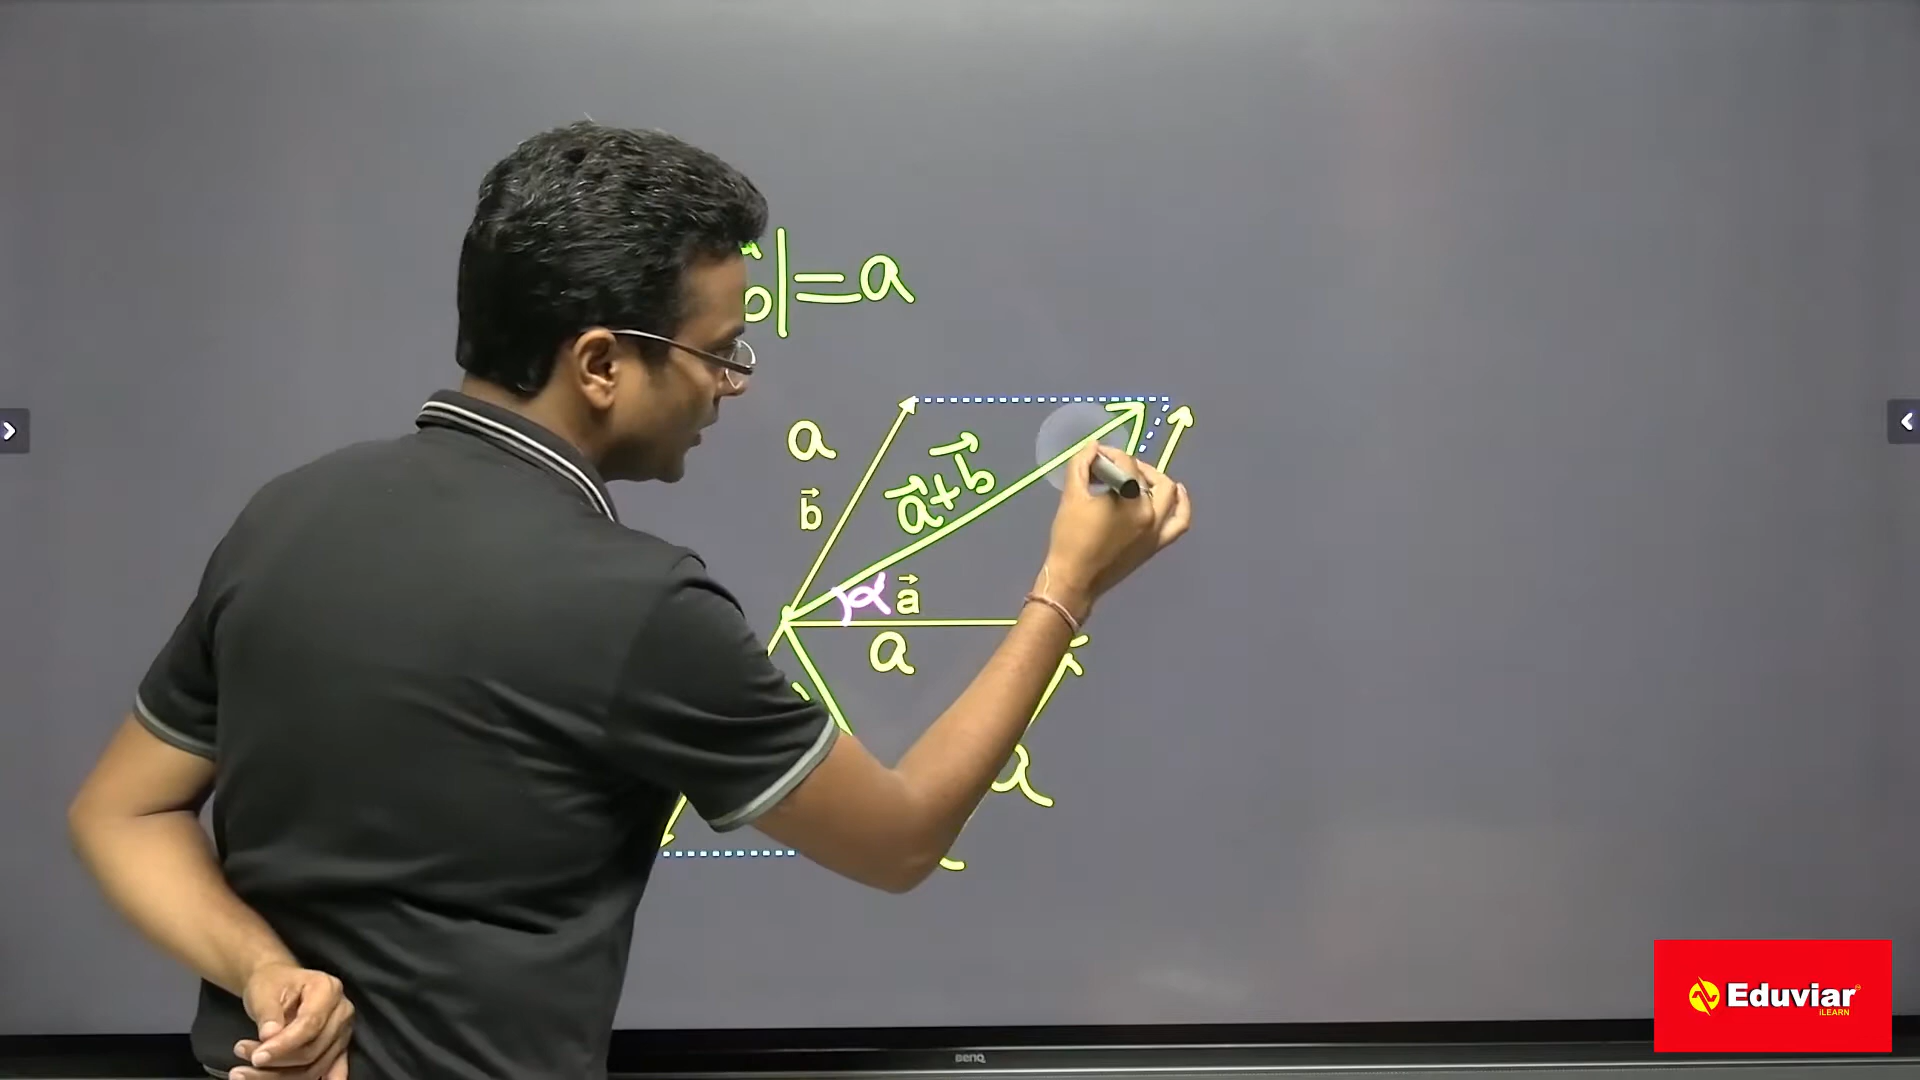 b⃗|=a
a
a⃗+b⃗
b⃗
α a⃗
a
a
BenQ
Eduviar
iLEARN